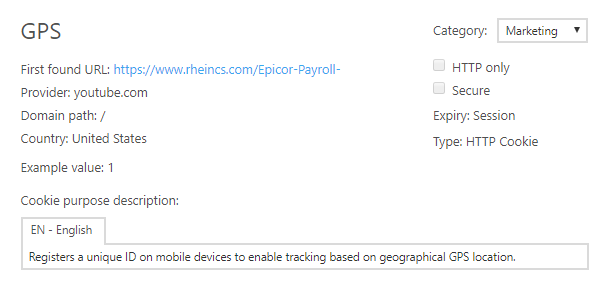 GPS
Category: Marketing
First found URL: https://www.rheincs.com/Epicor-Payroll-
HTTP only
Provider: youtube.com
Secure
Domain path: /
Expiry: Session
Country: United States
Type: HTTP Cookie
Example value: 1
Cookie purpose description:
EN - English
Registers a unique ID on mobile devices to enable tracking based on geographical GPS location.